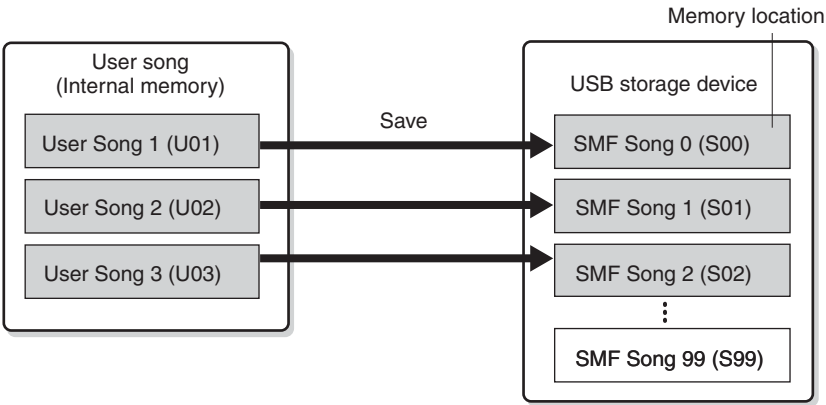 Memory location
User song
(Internal memory)
User Song 1 (U01)
User Song 2 (U02)
User Song 3 (U03)
Save
USB storage device
SMF Song 0 (S00)
SMF Song 1 (S01)
SMF Song 2 (S02)
SMF Song 99 (S99)